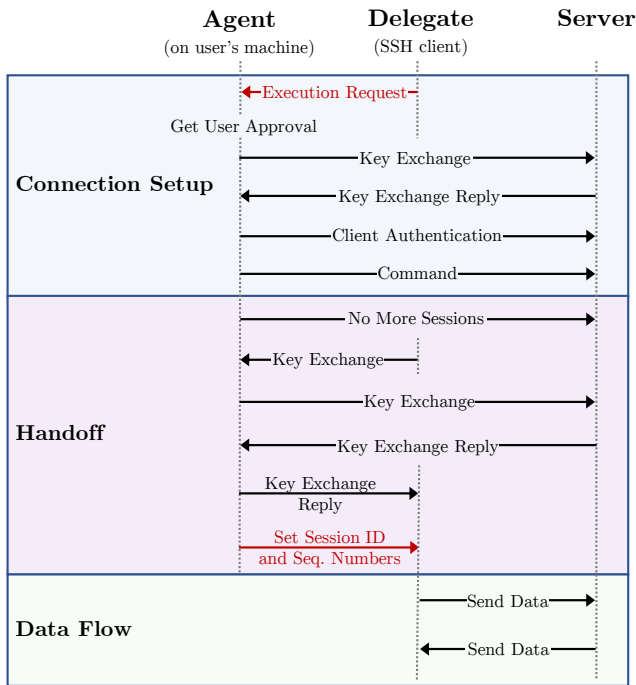 Agent
Delegate
Server
(on user's machine)
(SSH client)
Execution Request
Get User Approval
Key Exchange
Connection Setup
Key Exchange Reply
Client Authentication
Command
No More Sessions
Key Exchange
Key Exchange
Handoff
Key Exchange Reply
Key Exchange
Reply
Set Session ID
and Seq. Numbers
Send Data
Data Flow
Send Data